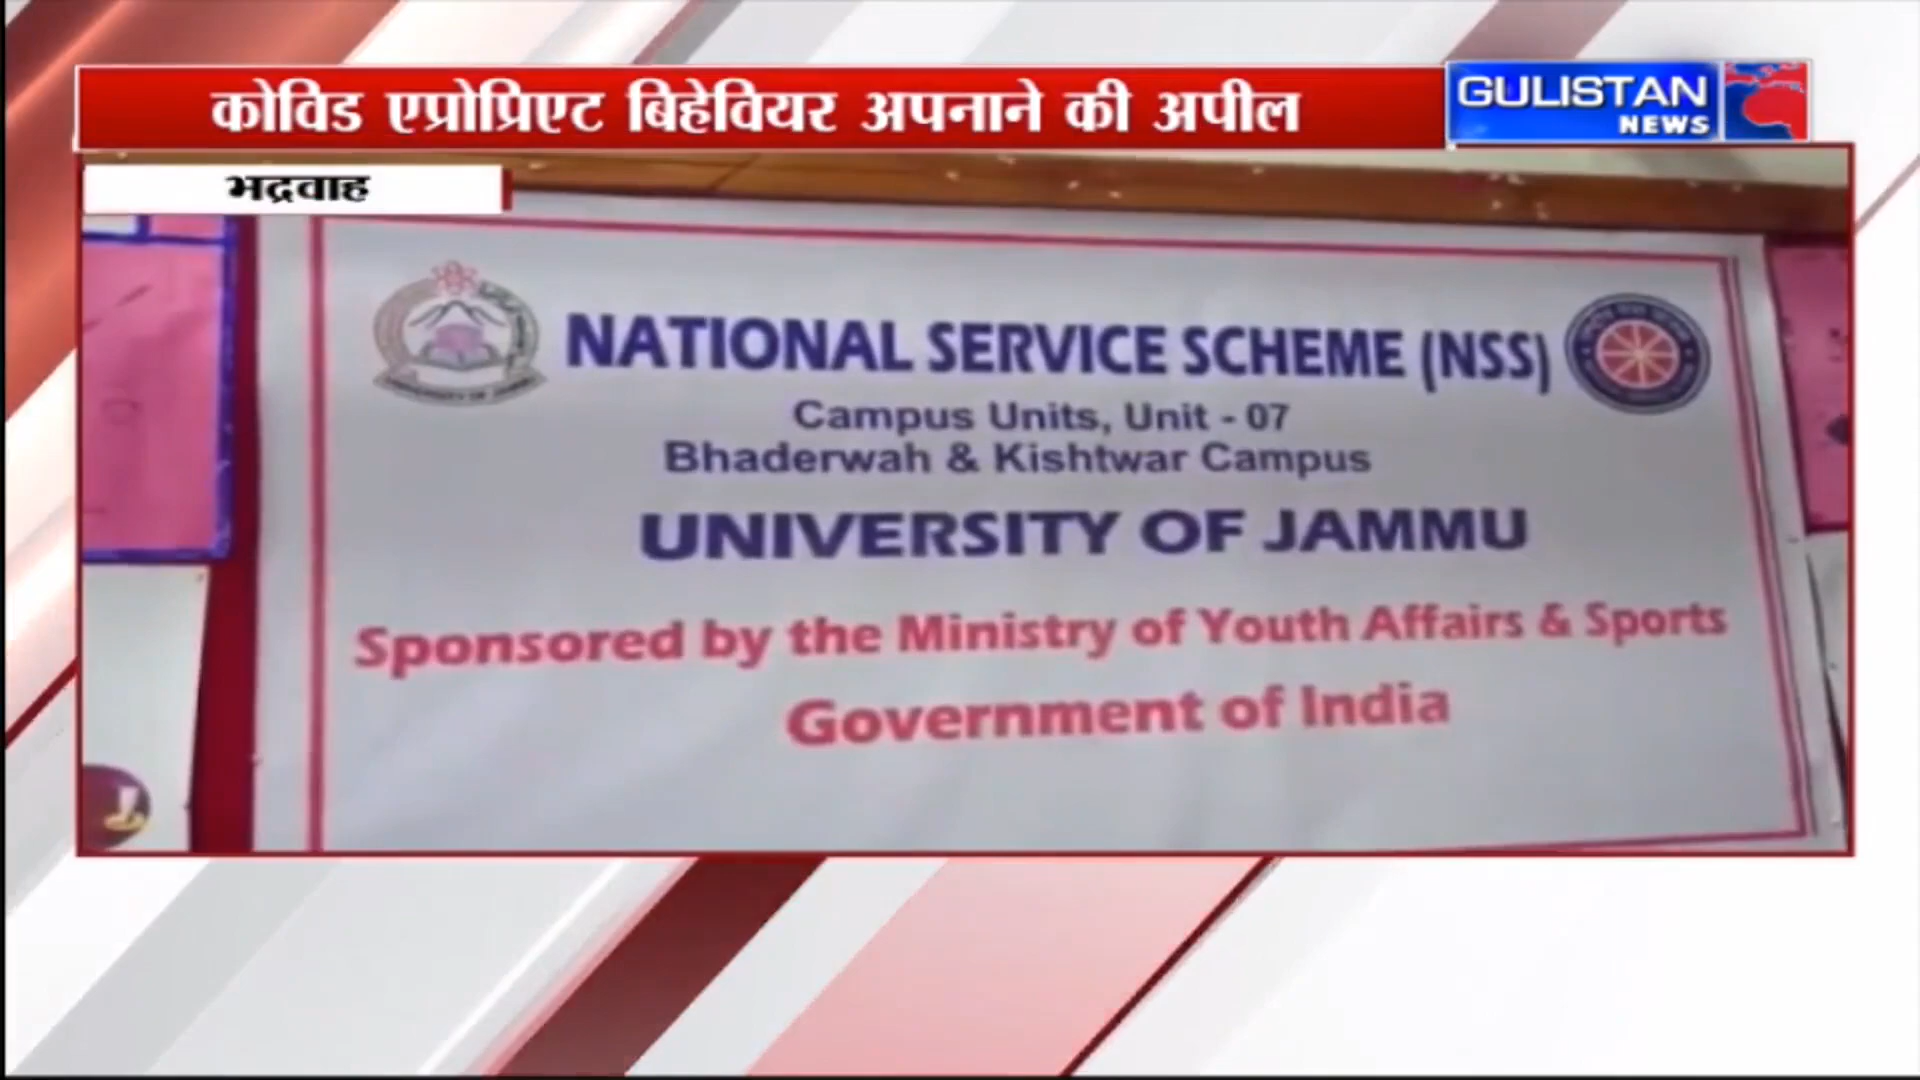 कोविड एप्रोप्रिएट बिहेवियर अपनाने की अपील
GULISTAN
NEWS
भद्रवाह
NATIONAL SERVICE SCHEME (NSS)
Campus Units, Unit - 07
Bhaderwah & Kishtwar Campus
UNIVERSITY OF JAMMU
Sponsored by the Ministry of Youth Affairs & Sports
Government of India